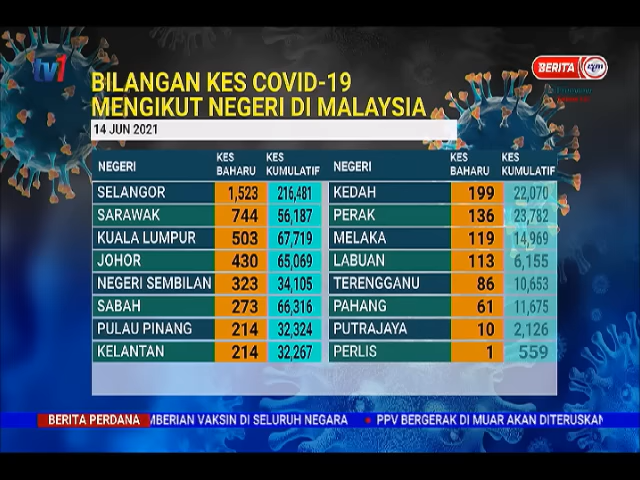 tv1
BERITA rtm
BILANGAN KES COVID-19
MENGIKUT NEGERI DI MALAYSIA
14 JUN 2021
NEGERI KES BAHARU KES KUMULATIF NEGERI KES BAHARU KES KUMULATIF
SELANGOR 1,523 216,481 KEDAH 199 22,070
SARAWAK 744 56,187 PERAK 136 23,782
KUALA LUMPUR 503 67,719 MELAKA 119 14,969
JOHOR 430 65,069 LABUAN 113 6,155
NEGERI SEMBILAN 323 34,105 TERENGGANU 86 10,653
SABAH 273 66,316 PAHANG 61 11,675
PULAU PINANG 214 32,324 PUTRAJAYA 10 2,126
KELANTAN 214 32,267 PERLIS 1 559
BERITA PERDANA MBERIAN VAKSIN DI SELURUH NEGARA • PPV BERGERAK DI MUAR AKAN DITERUSKAN